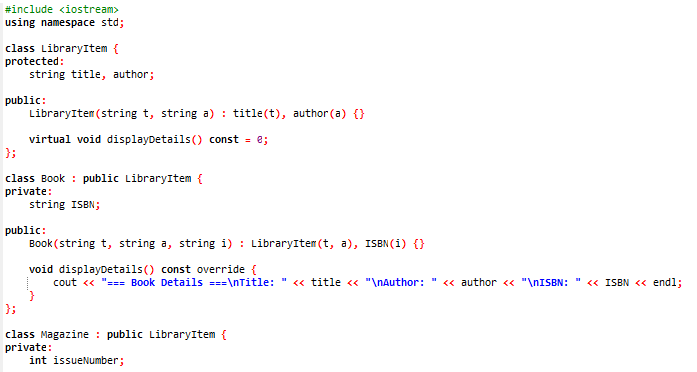 #include <iostream>
using namespace std;
class LibraryItem {
protected:
string title, author;
public:
LibraryItem(string t, string a) : title(t), author(a) {}
virtual void displayDetails() const = 0;
};
class Book : public LibraryItem {
private:
string ISBN;
public:
Book(string t, string a, string i) : LibraryItem(t, a), ISBN(i) {}
void displayDetails() const override {
cout << "=== Book Details ===\nTitle: " << title << "\nAuthor: " << author << "\nISBN: " << ISBN << endl;
}
};
class Magazine : public LibraryItem {
private:
int issueNumber;